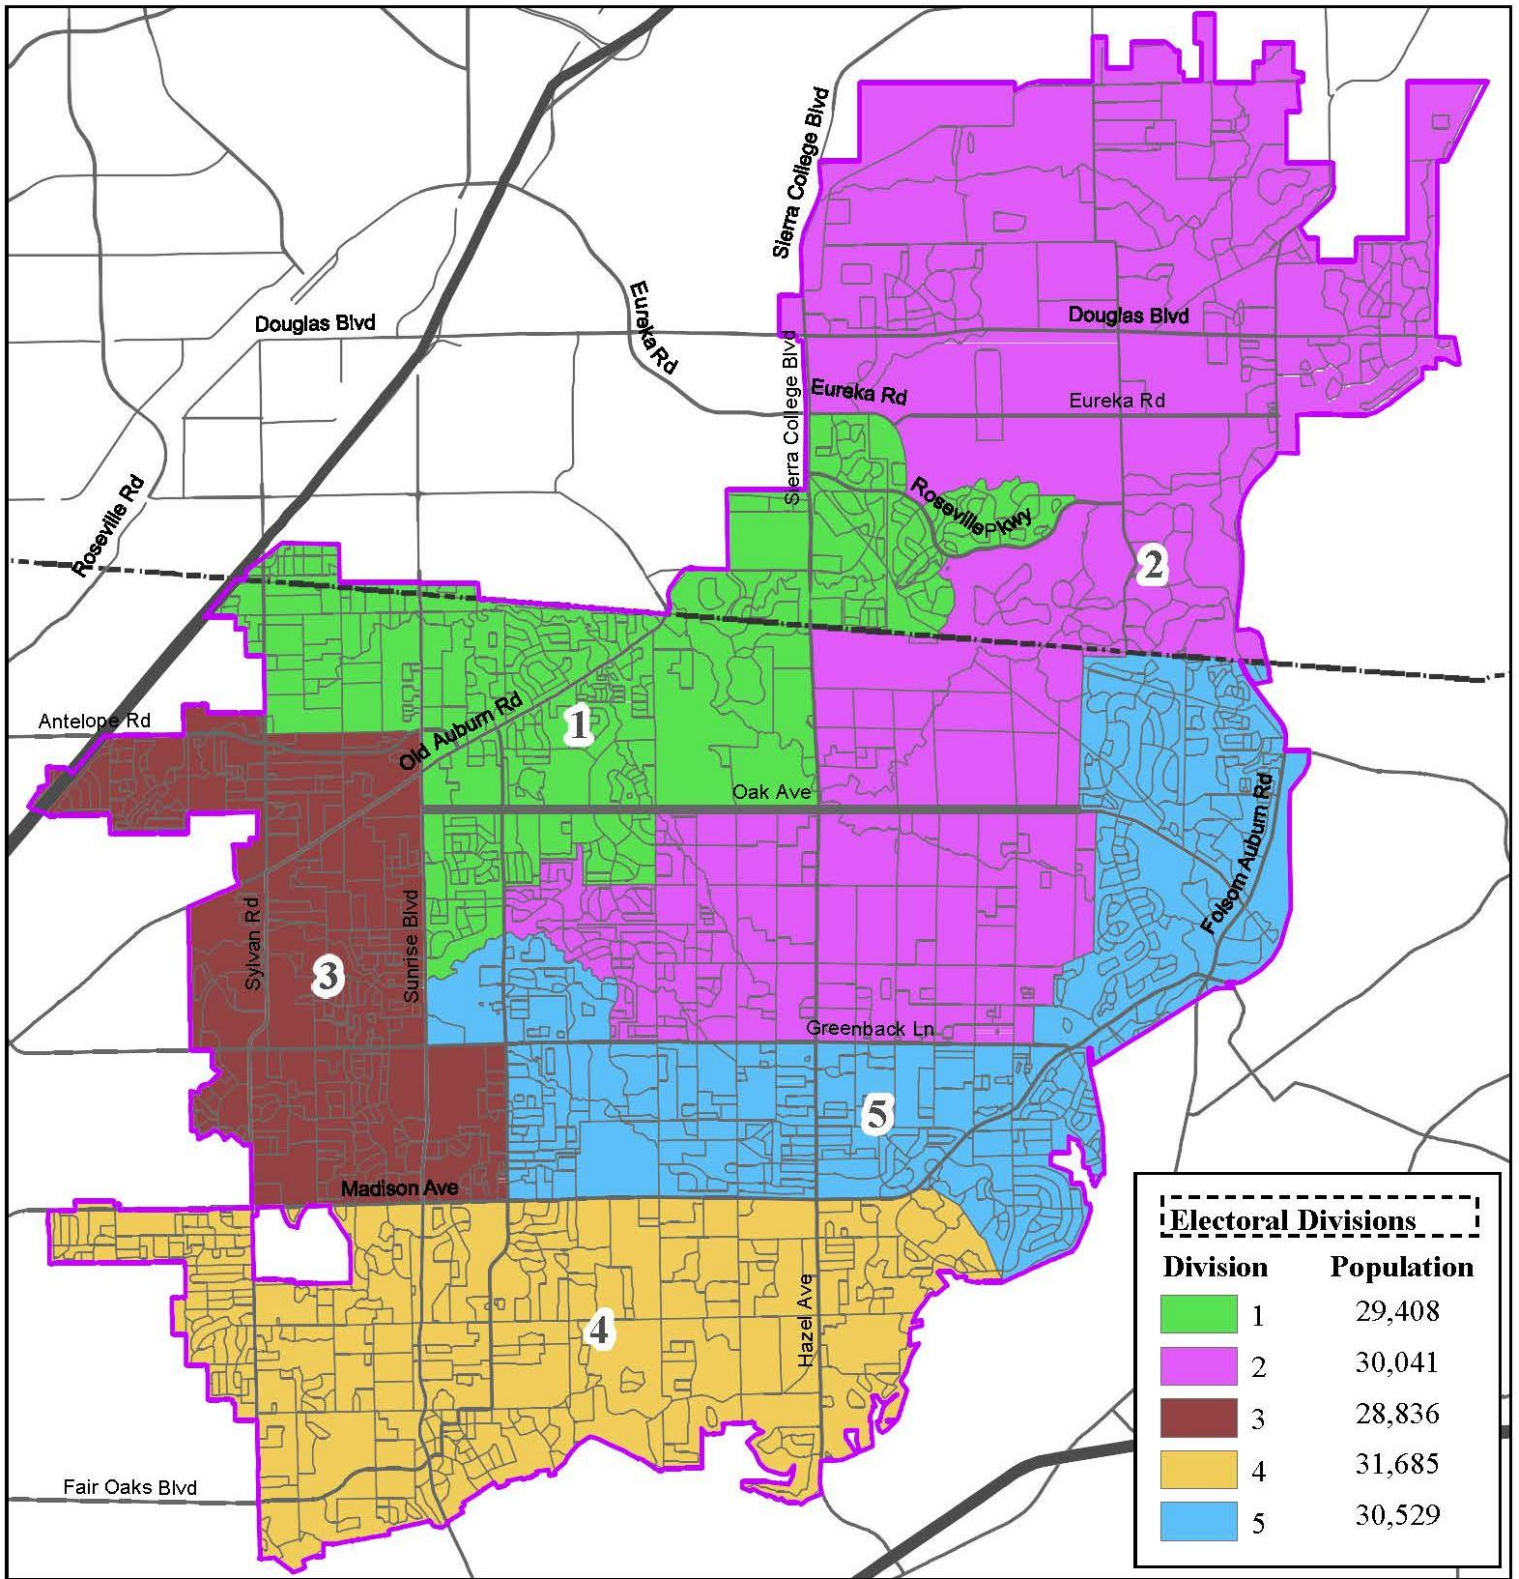 Sierra College Blvd
Douglas Blvd
Eureka Rd
Douglas Blvd
Sierra College Blvd
Eureka Rd
Eureka Rd
Roseville Rd
Roseville Pkwy
2
Antelope Rd
Old Auburn Rd
1
Oak Ave
Folsom Auburn Rd
Sylvan Rd
Sunrise Blvd
3
Greenback Ln
5
Madison Ave
4
Hazel Ave
Fair Oaks Blvd
Electoral Divisions
Division Population
1 29,408
2 30,041
3 28,836
4 31,685
5 30,529